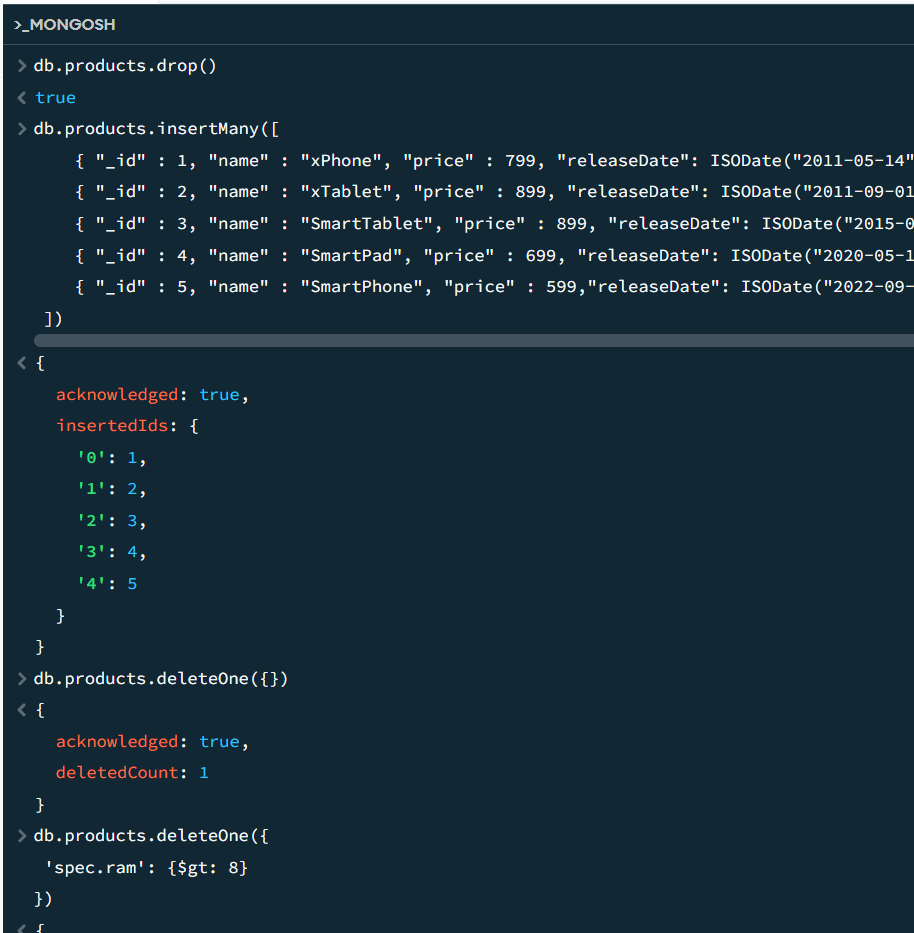 >_MONGOSH
> db.products.drop()
< true
> db.products.insertMany([
{ "_id" : 1, "name" : "xPhone", "price" : 799, "releaseDate": ISODate("2011-05-14"
{ "_id" : 2, "name" : "xTablet", "price" : 899, "releaseDate": ISODate("2011-09-01
{ "_id" : 3, "name" : "SmartTablet", "price" : 899, "releaseDate": ISODate("2015-0
{ "_id" : 4, "name" : "SmartPad", "price" : 699, "releaseDate": ISODate("2020-05-1
{ "_id" : 5, "name" : "SmartPhone", "price" : 599,"releaseDate": ISODate("2022-09-
])
< {
acknowledged: true,
insertedIds: {
'0': 1,
'1': 2,
'2': 3,
'3': 4,
'4': 5
}
}
> db.products.deleteOne({})
< {
acknowledged: true,
deletedCount: 1
}
> db.products.deleteOne({
'spec.ram': {$gt: 8}
})
< {